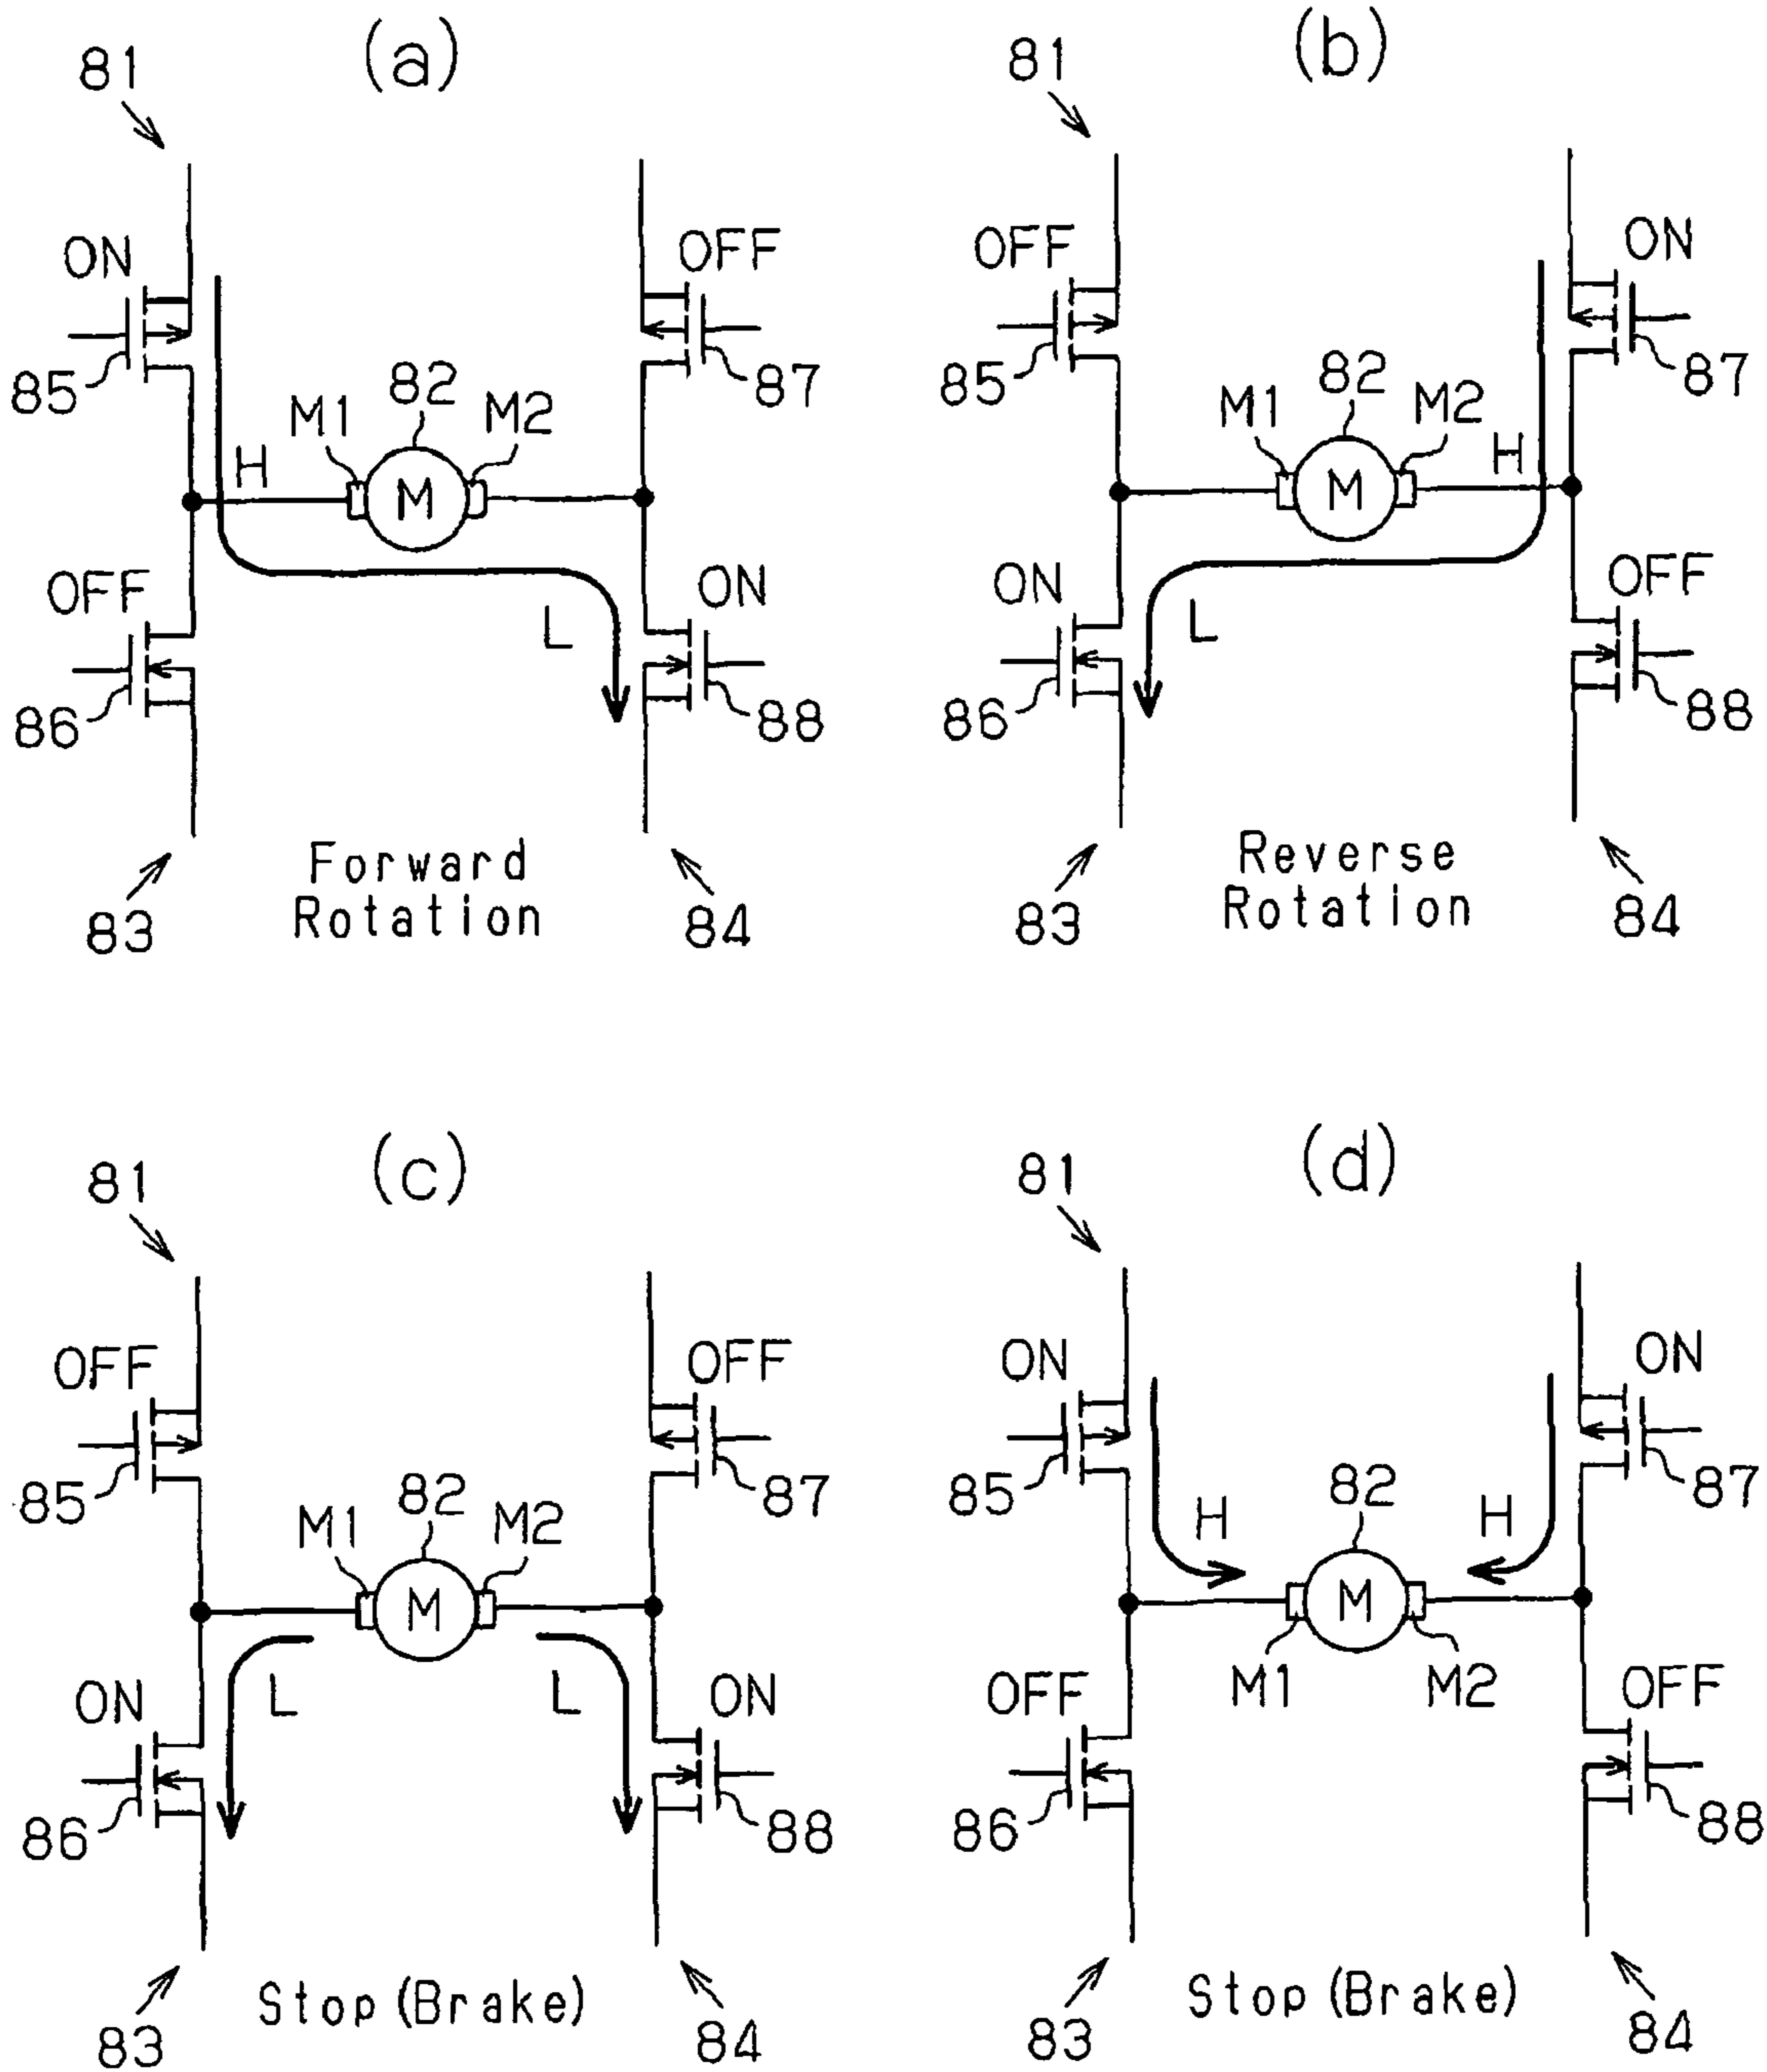 (a)
81
ON
OFF
85
87
82
M1
M2
H
M
OFF
ON
L
86
88
Forward
Rotation
83
84
(b)
81
OFF
ON
85
87
82
M1
M2
H
M
ON
OFF
L
86
88
Reverse
Rotation
83
84
(c)
81
OFF
OFF
85
87
82
M1
M2
M
ON
L
L
ON
86
88
Stop (Brake)
83
84
(d)
81
ON
ON
85
87
82
H
H
M
M1
M2
OFF
OFF
86
88
Stop (Brake)
83
84